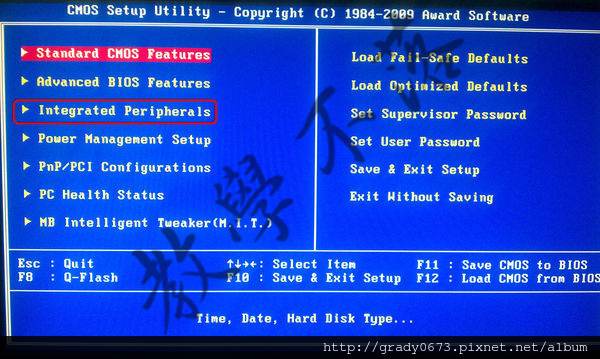 CMOS Setup Utility - Copyright (C) 1984-2009 Award Software
Standard CMOS Features
Advanced BIOS Features
Integrated Peripherals
Power Management Setup
PnP/PCI Configurations
PC Health Status
MB Intelligent Tweaker(M.I.T.)
Load Fail-Safe Defaults
Load Optimized Defaults
Set Supervisor Password
Set User Password
Save & Exit Setup
Exit Without Saving
Esc : Quit ↑↓→←: Select Item F11 : Save CMOS to BIOS
F8 : Q-Flash F10 : Save & Exit Setup F12 : Load CMOS from BIOS
Time, Date, Hard Disk Type...
教學不落
http://grady0673.pixnet.net/album